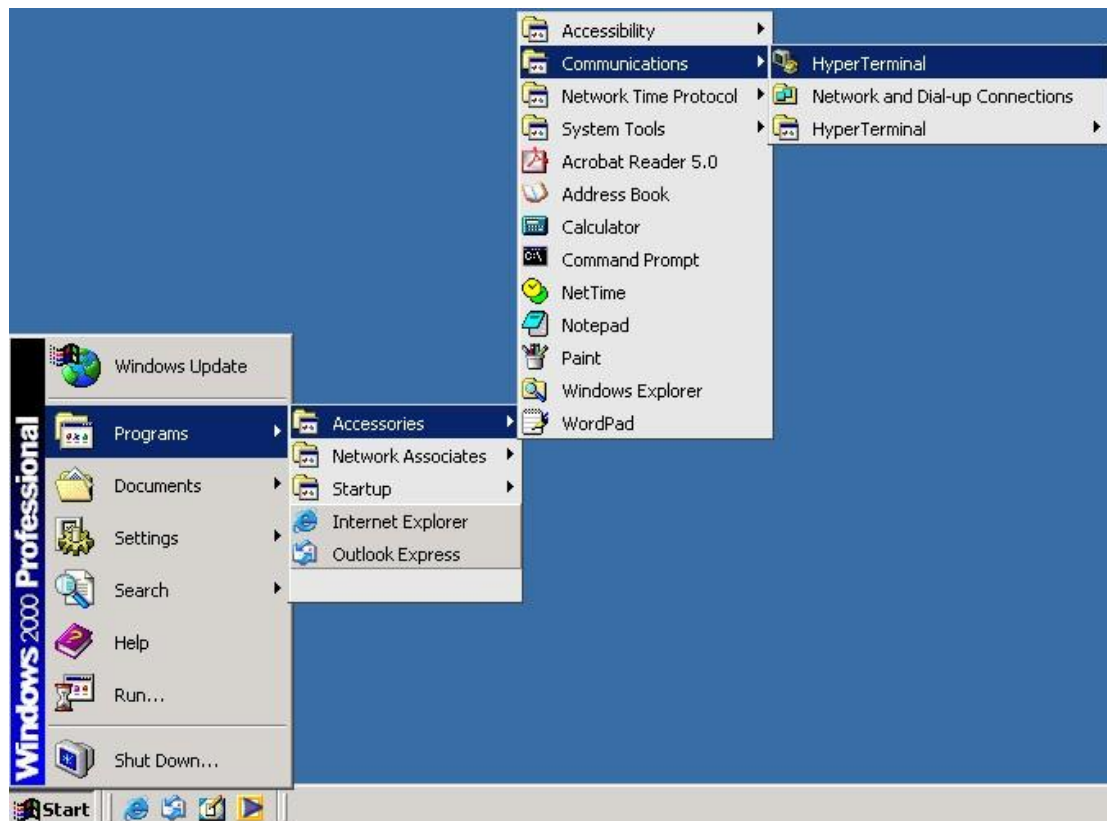 Accessibility
Communications
Network Time Protocol
System Tools
Acrobat Reader 5.0
Address Book
Calculator
Command Prompt
NetTime
Notepad
Paint
Windows Explorer
WordPad
HyperTerminal
Network and Dial-up Connections
HyperTerminal
Windows Update
Programs
Documents
Settings
Search
Help
Run...
Shut Down...
Accessories
Network Associates
Startup
Internet Explorer
Outlook Express
Windows 2000 Professional
Start